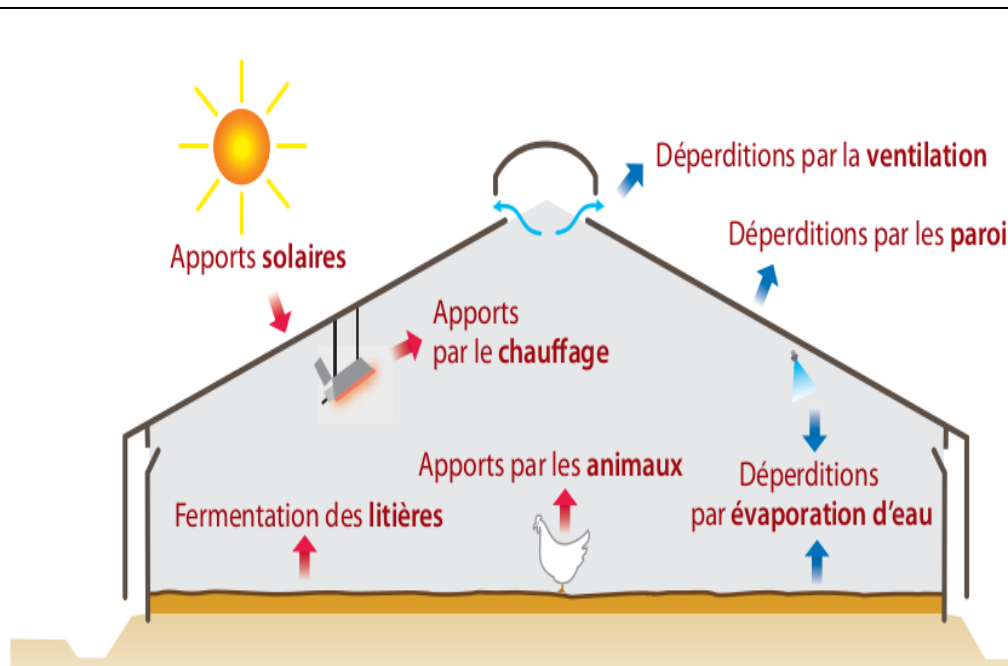 Déperditions par la ventilation
Déperditions par les paroi
Apports solaires
Apports
par le chauffage
Apports par les animaux
Déperditions
par évaporation d'eau
Fermentation des litières